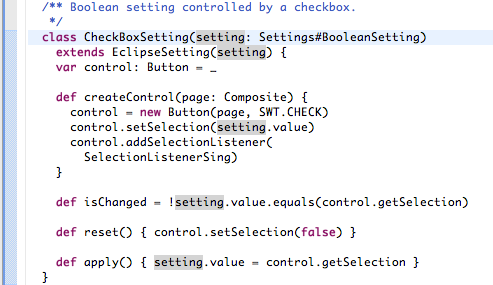 /** Boolean setting controlled by a checkbox.
 */
class CheckBoxSetting(setting: Settings#BooleanSetting)
  extends EclipseSetting(setting) {
  var control: Button = _
  def createControl(page: Composite) {
    control = new Button(page, SWT.CHECK)
    control.setSelection(setting.value)
    control.addSelectionListener(
      SelectionListenerSing)
  }
  def isChanged = !setting.value.equals(control.getSelection)
  def reset() { control.setSelection(false) }
  def apply() { setting.value = control.getSelection }
}